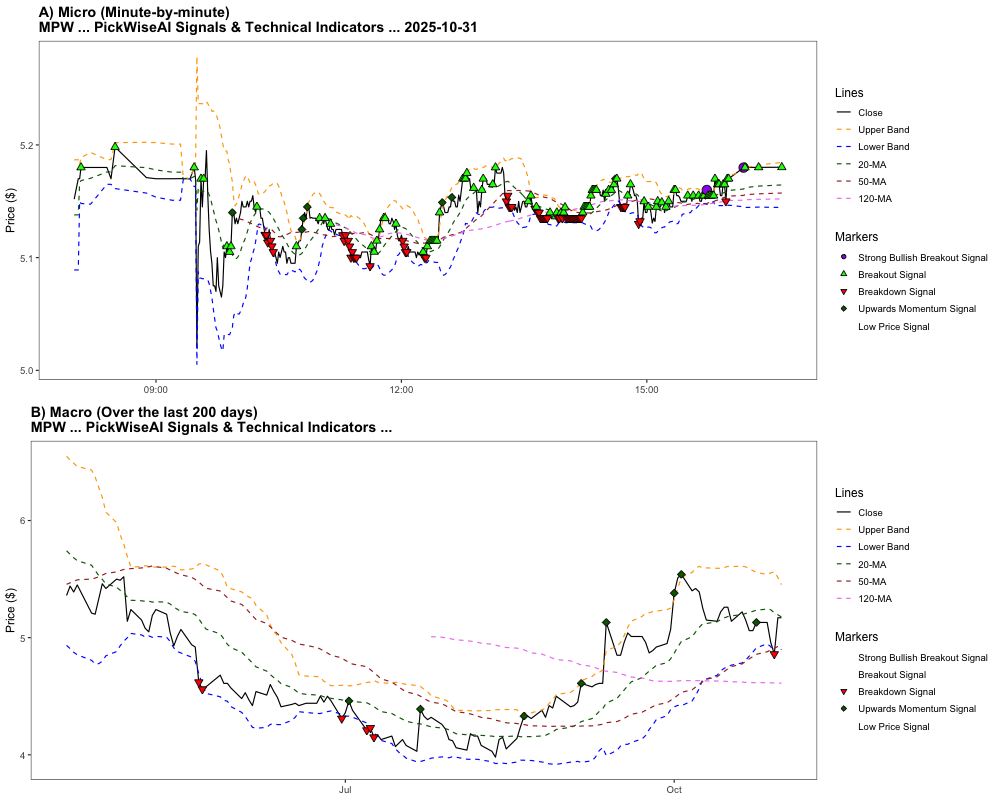 A) Micro (Minute-by-minute)
MPW ... PickWiseAI Signals & Technical Indicators ... 2025-10-31
Price ($)
5.2
5.1
5.0
09:00
12:00
15:00
Lines
Close
Upper Band
Lower Band
20-MA
50-MA
120-MA
Markers
Strong Bullish Breakout Signal
Breakout Signal
Breakdown Signal
Upwards Momentum Signal
Low Price Signal
B) Macro (Over the last 200 days)
MPW ... PickWiseAI Signals & Technical Indicators ...
Price ($)
6
5
4
Jul
Oct
Lines
Close
Upper Band
Lower Band
20-MA
50-MA
120-MA
Markers
Strong Bullish Breakout Signal
Breakout Signal
Breakdown Signal
Upwards Momentum Signal
Low Price Signal